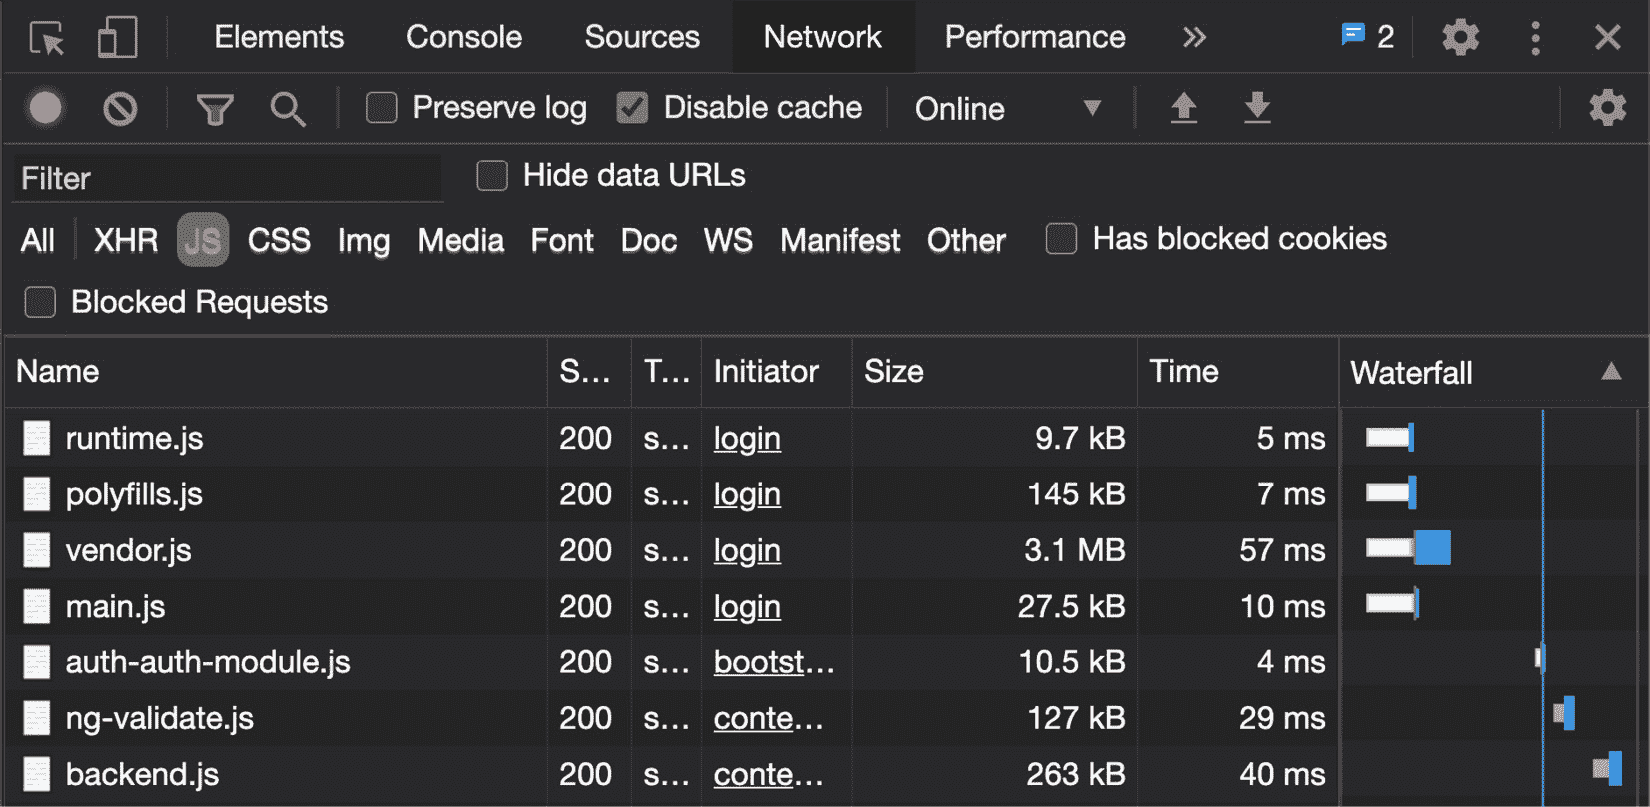 Elements Console Sources Network Performance » 2
Preserve log Disable cache Online
Filter Hide data URLs
All XHR JS CSS Img Media Font Doc WS Manifest Other Has blocked cookies
Blocked Requests
Name S... T... Initiator Size Time Waterfall
runtime.js 200 s... login 9.7 kB 5 ms
polyfills.js 200 s... login 145 kB 7 ms
vendor.js 200 s... login 3.1 MB 57 ms
main.js 200 s... login 27.5 kB 10 ms
auth-auth-module.js 200 s... bootst... 10.5 kB 4 ms
ng-validate.js 200 s... conte... 127 kB 29 ms
backend.js 200 s... conte... 263 kB 40 ms